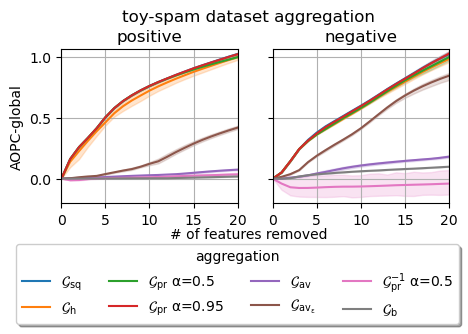 toy-spam dataset aggregation
positive negative
AOPC-global
1.0
0.5
0.0
0 5 10 15 20 0 5 10 15 20
# of features removed
aggregation
𝒢sq 𝒢pr α=0.5 𝒢av 𝒢pr⁻¹ α=0.5
𝒢h 𝒢pr α=0.95 𝒢avε 𝒢b